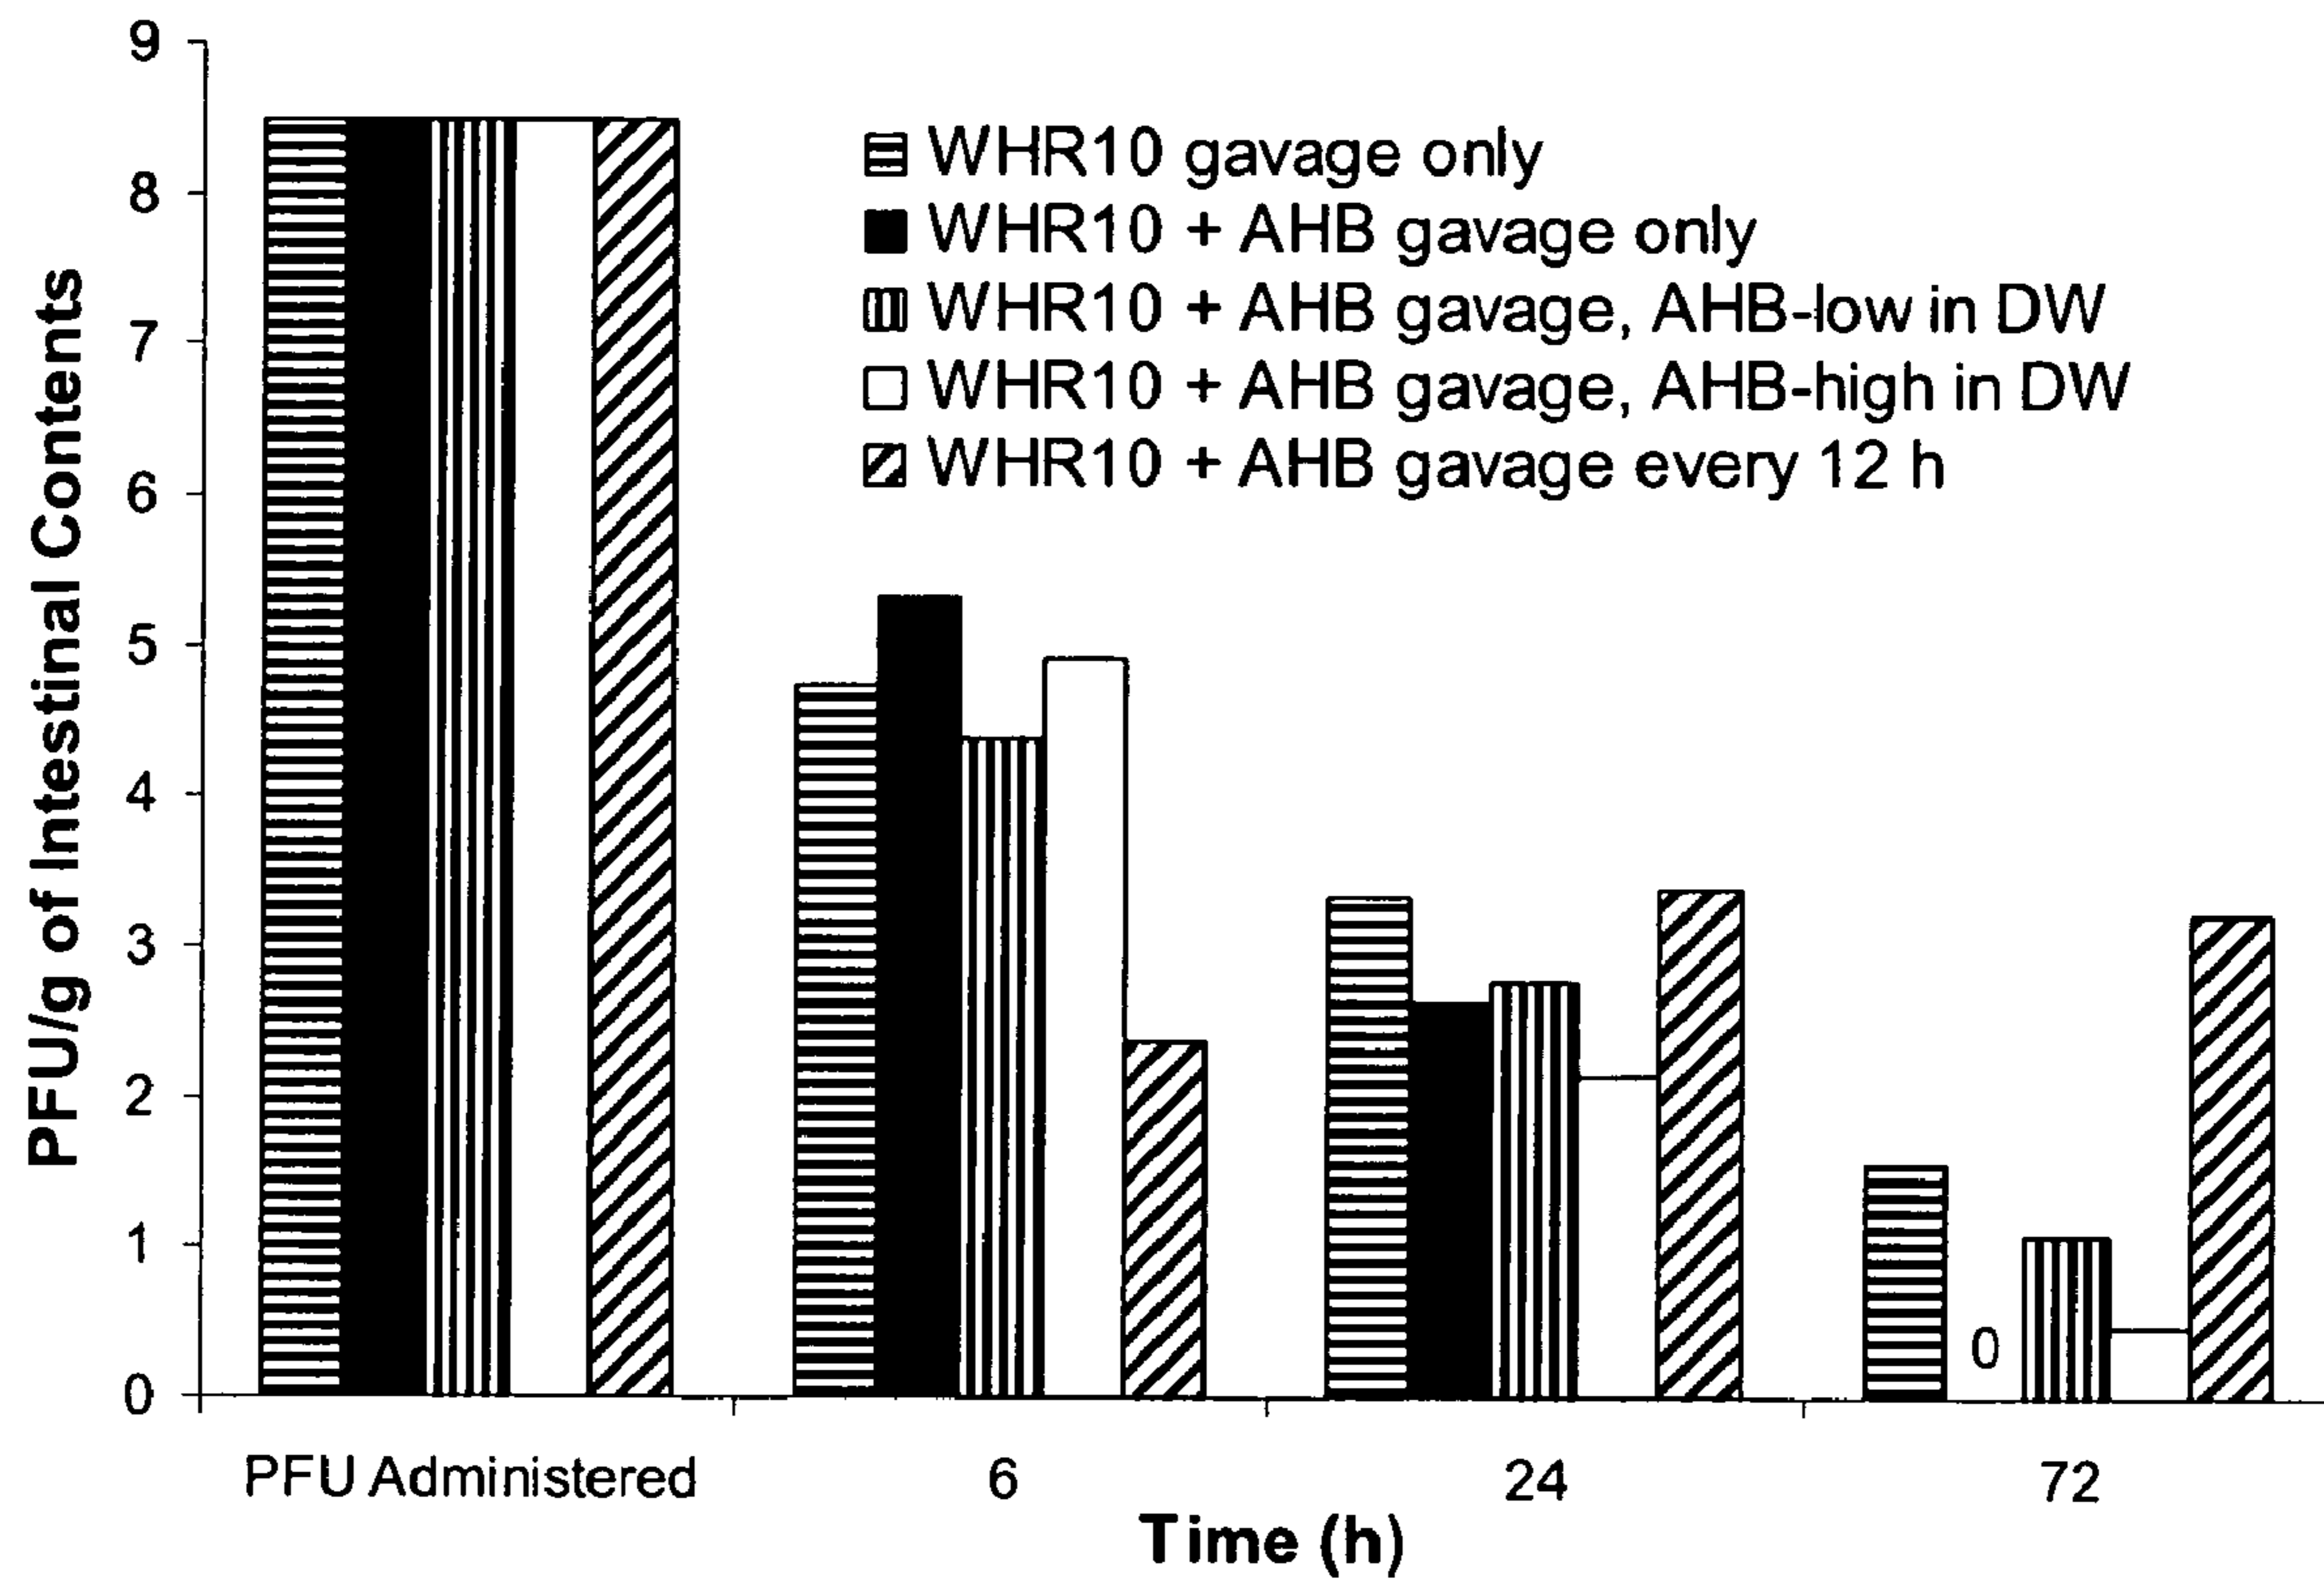 9
8
7
6
5
4
3
2
1
0
PFU/g of Intestinal Contents
WHR10 gavage only
WHR10 + AHB gavage only
WHR10 + AHB gavage, AHB-low in DW
WHR10 + AHB gavage, AHB-high in DW
WHR10 + AHB gavage every 12 h
0
PFU Administered 6 24 72
Time (h)